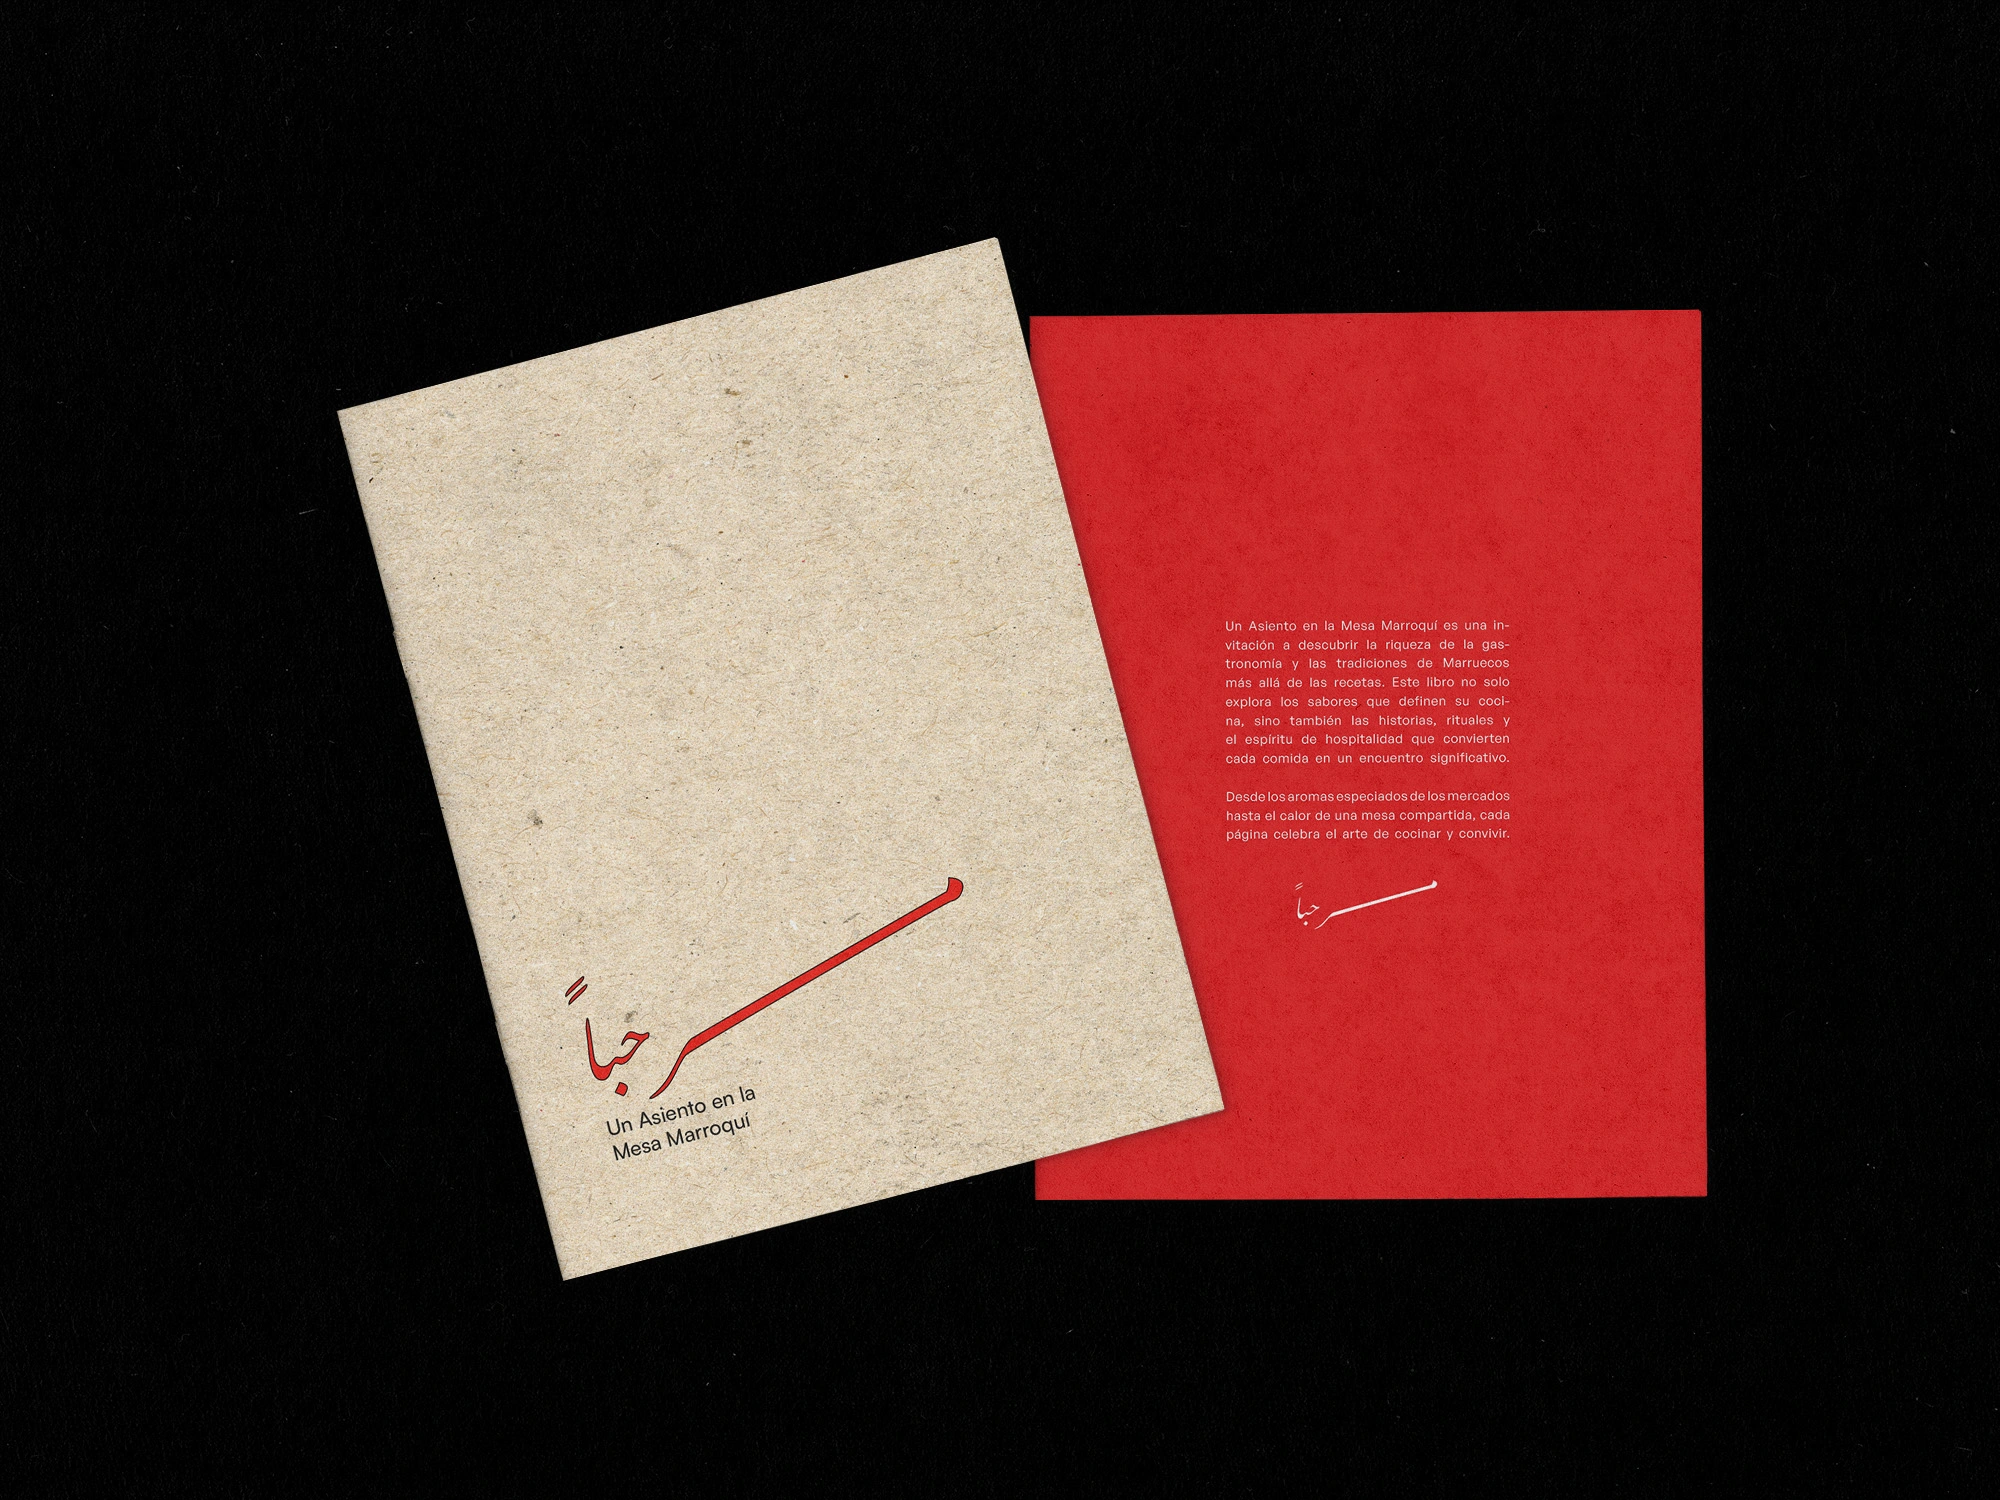 مرحباً
Un Asiento en la
Mesa Marroquí
Un Asiento en la Mesa Marroquí es una in-
vitación a descubrir la riqueza de la gas-
tronomía y las tradiciones de Marruecos
más allá de las recetas. Este libro no solo
explora los sabores que definen su coci-
na, sino también las historias, rituales y
el espíritu de hospitalidad que convierten
cada comida en un encuentro significativo.
Desde los aromas especiados de los mercados
hasta el calor de una mesa compartida, cada
página celebra el arte de cocinar y convivir.
مرحباً